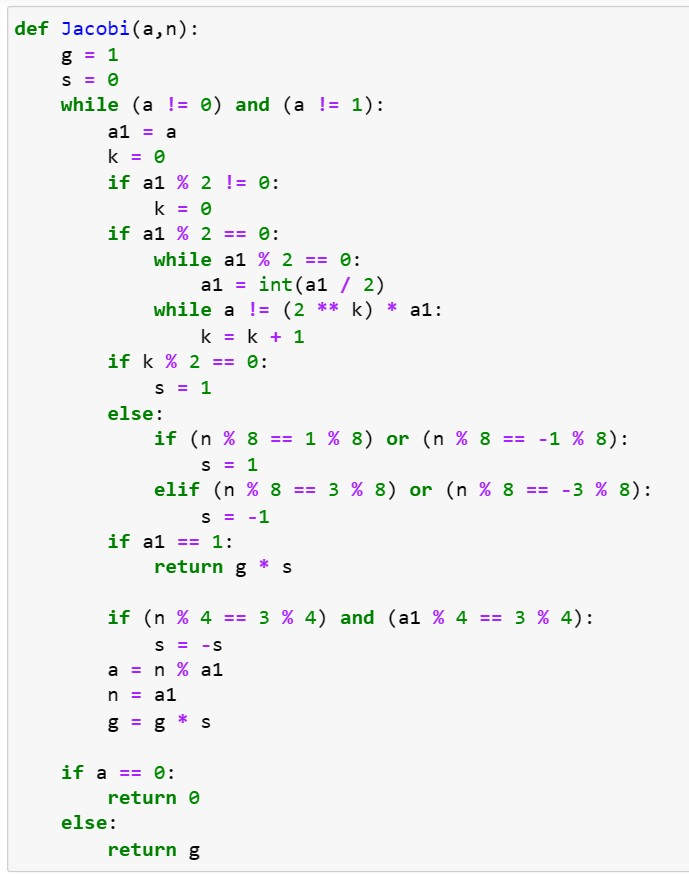 def Jacobi(a,n):
    g = 1
    s = 0
    while (a != 0) and (a != 1):
        a1 = a
        k = 0
        if a1 % 2 != 0:
            k = 0
        if a1 % 2 == 0:
            while a1 % 2 == 0:
                a1 = int(a1 / 2)
            while a != (2 ** k) * a1:
                k = k + 1
        if k % 2 == 0:
            s = 1
        else:
            if (n % 8 == 1 % 8) or (n % 8 == -1 % 8):
                s = 1
            elif (n % 8 == 3 % 8) or (n % 8 == -3 % 8):
                s = -1
        if a1 == 1:
            return g * s

        if (n % 4 == 3 % 4) and (a1 % 4 == 3 % 4):
            s = -s
        a = n % a1
        n = a1
        g = g * s

    if a == 0:
        return 0
    else:
        return g